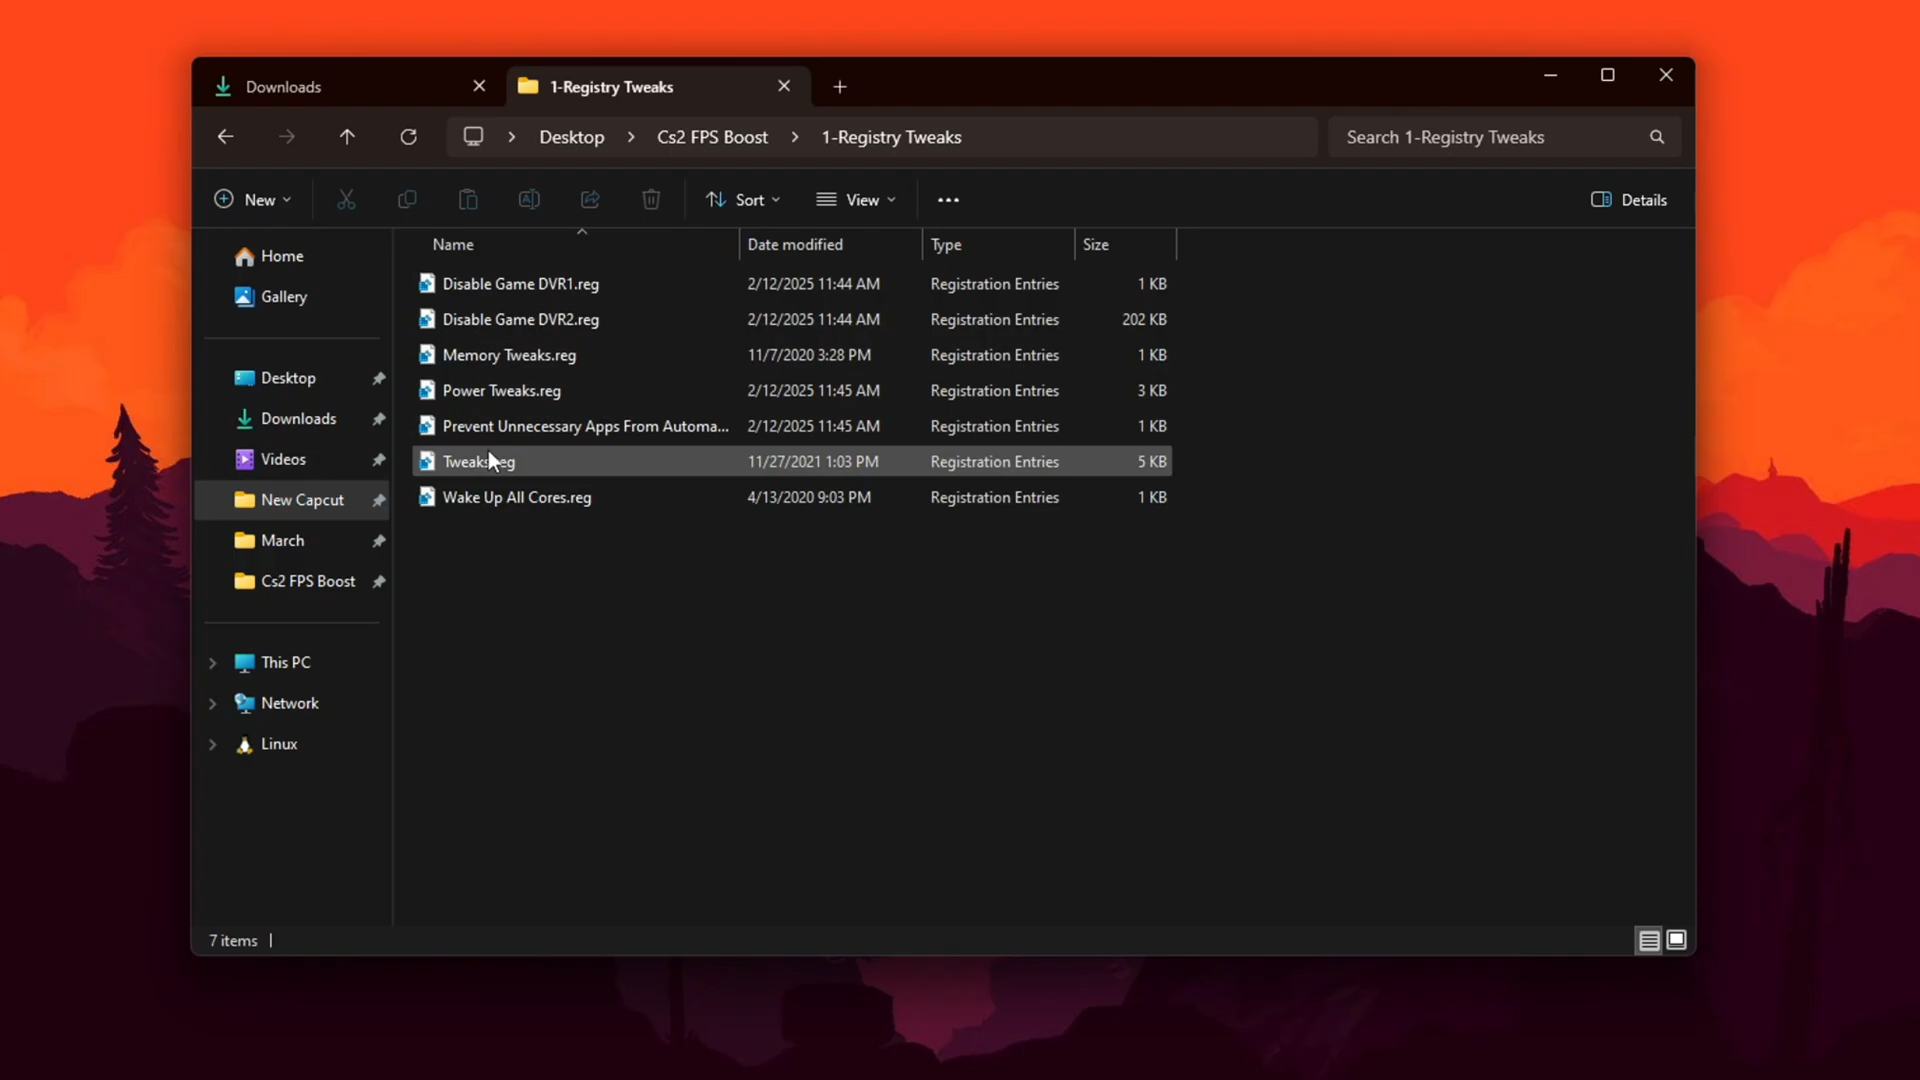 Downloads
1-Registry Tweaks
Desktop
Cs2 FPS Boost
1-Registry Tweaks
Search 1-Registry Tweaks
New
Sort
View
Details
Name Date modified Type Size
Disable Game DVR1.reg 2/12/2025 11:44 AM Registration Entries 1 KB
Disable Game DVR2.reg 2/12/2025 11:44 AM Registration Entries 202 KB
Memory Tweaks.reg 11/7/2020 3:28 PM Registration Entries 1 KB
Power Tweaks.reg 2/12/2025 11:45 AM Registration Entries 3 KB
Prevent Unnecessary Apps From Automa... 2/12/2025 11:45 AM Registration Entries 1 KB
Tweaks.reg 11/27/2021 1:03 PM Registration Entries 5 KB
Wake Up All Cores.reg 4/13/2020 9:03 PM Registration Entries 1 KB
Home
Gallery
Desktop
Downloads
Videos
New Capcut
March
Cs2 FPS Boost
This PC
Network
Linux
7 items